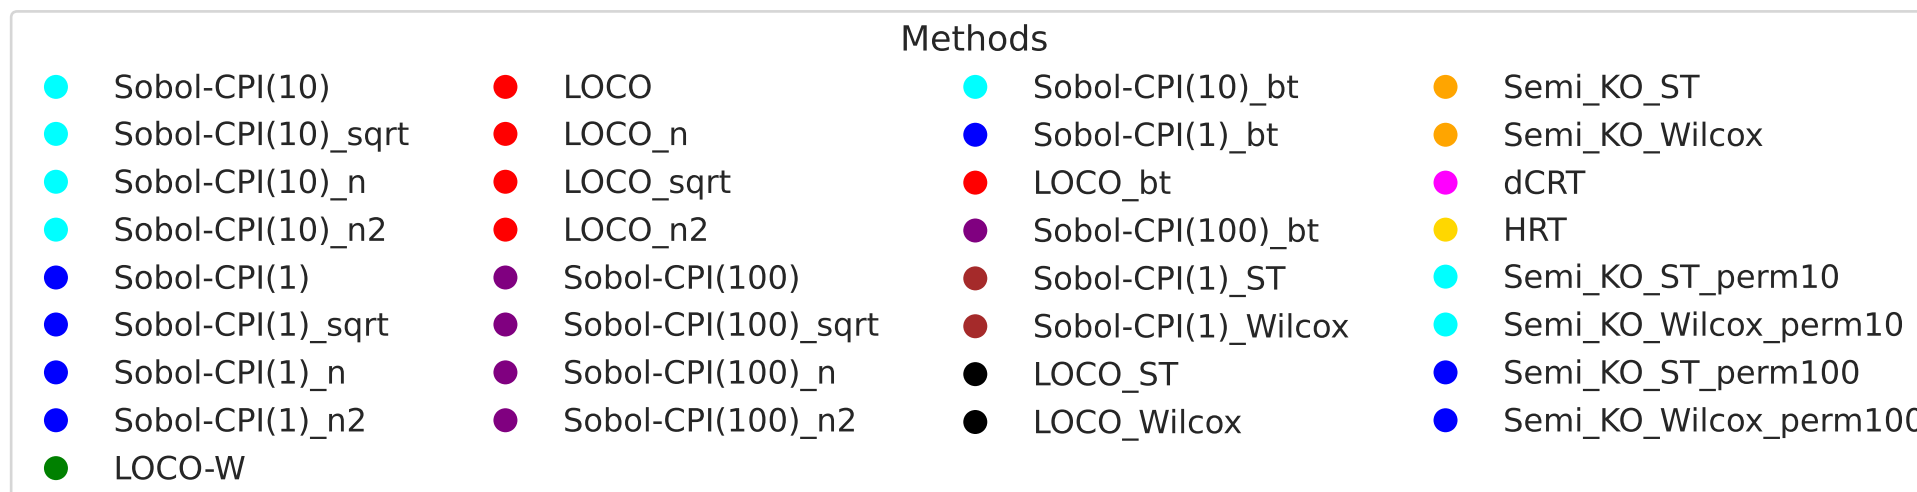 Methods
Sobol-CPI(10)
Sobol-CPI(10)_sqrt
Sobol-CPI(10)_n
Sobol-CPI(10)_n2
Sobol-CPI(1)
Sobol-CPI(1)_sqrt
Sobol-CPI(1)_n
Sobol-CPI(1)_n2
LOCO-W
LOCO
LOCO_n
LOCO_sqrt
LOCO_n2
Sobol-CPI(100)
Sobol-CPI(100)_sqrt
Sobol-CPI(100)_n
Sobol-CPI(100)_n2
Sobol-CPI(10)_bt
Sobol-CPI(1)_bt
LOCO_bt
Sobol-CPI(100)_bt
Sobol-CPI(1)_ST
Sobol-CPI(1)_Wilcox
LOCO_ST
LOCO_Wilcox
Semi_KO_ST
Semi_KO_Wilcox
dCRT
HRT
Semi_KO_ST_perm10
Semi_KO_Wilcox_perm10
Semi_KO_ST_perm100
Semi_KO_Wilcox_perm100